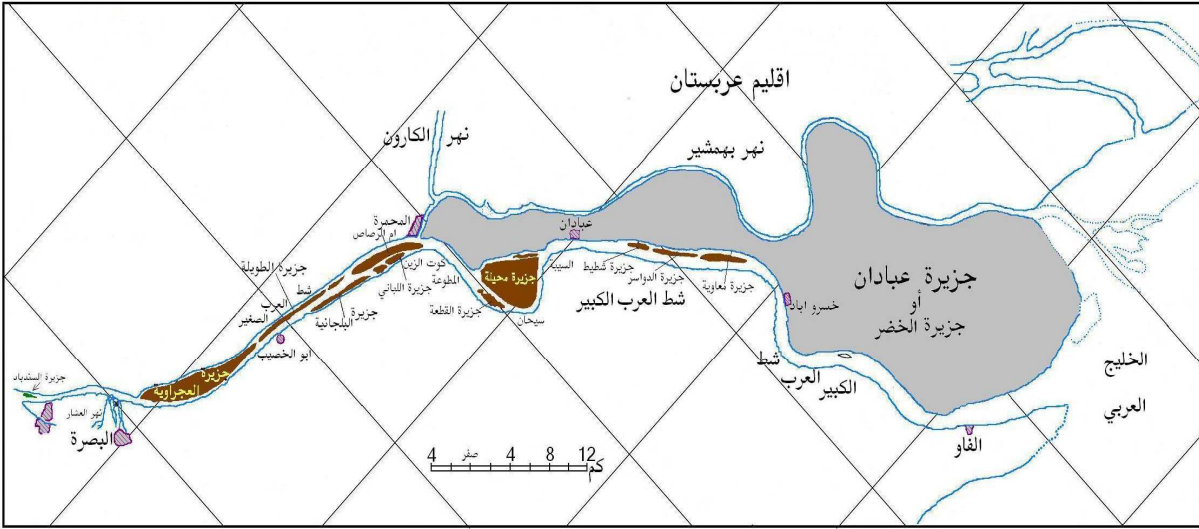 اقليم عربستان
نهر الكارون
نهر بهمشير
المحمرة
ام الرصاص
عبادان
جزيرة عبادان
أو
جزيرة الخضر
كوت الزين
المطوعة
جزيرة محيلة
السيبة
جزيرة شطيط
جزيرة الدواسر
جزيرة معاوية
شط العرب الكبير
خسرو اباد
جزيرة الطويلة
شط
العرب
الصغير
جزيرة اللباني
جزيرة القطعة
سيحان
جزيرة
البلجانية
ابو الخصيب
شط
العرب
الكبير
الخليج
العربي
جزيرة
العجراوية
جزيرة السندباد
نهر العشار
البصرة
الفاو
4 صفر 4 8 12 كم